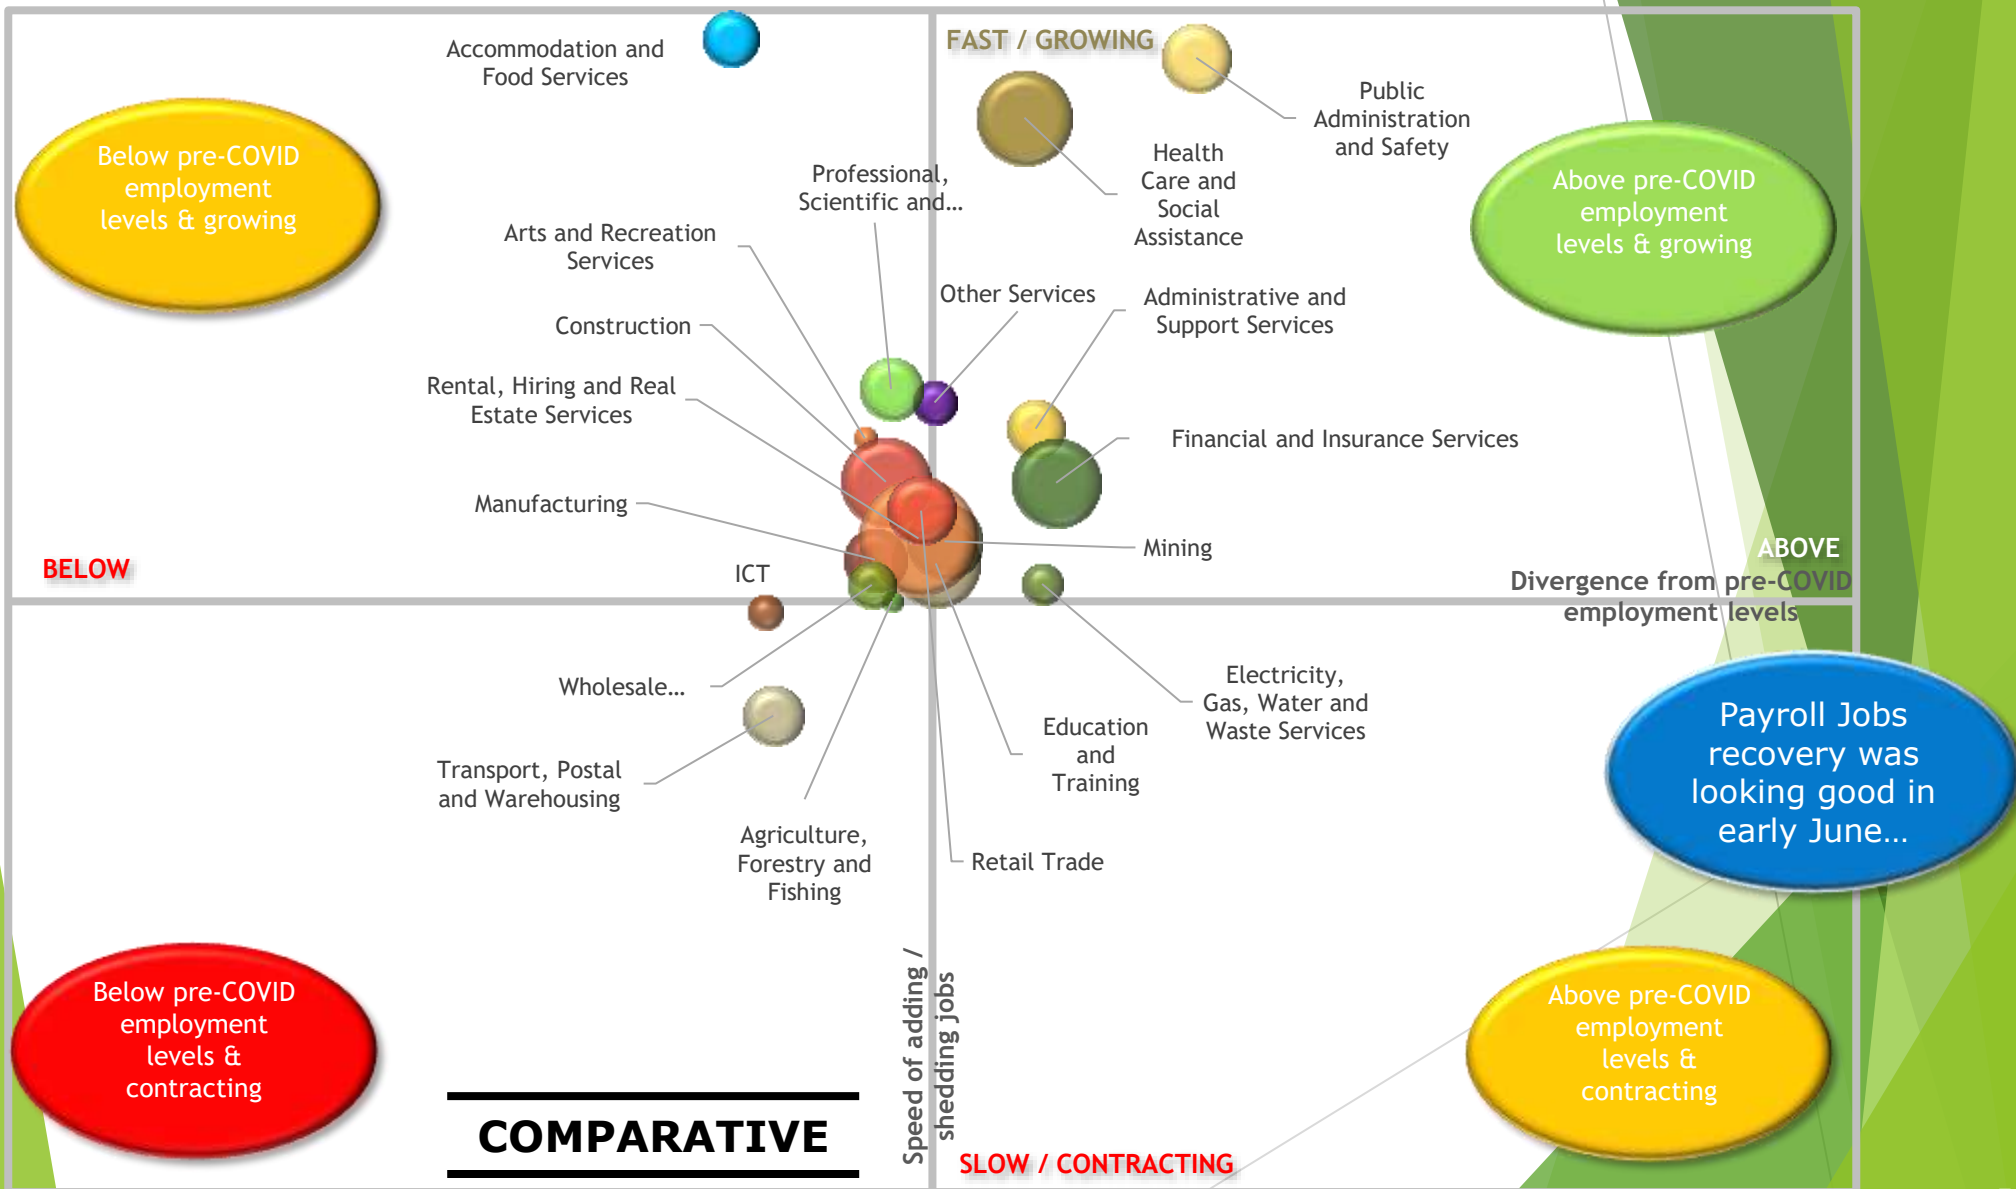 Accommodation and
Food Services
FAST / GROWING
Public
Administration
and Safety
Below pre-COVID
employment
levels & growing
Health
Care and
Social
Assistance
Above pre-COVID
employment
levels & growing
Professional,
Scientific and…
Arts and Recreation
Services
Other Services
Administrative and
Support Services
Construction
Rental, Hiring and Real
Estate Services
Financial and Insurance Services
Manufacturing
Mining
BELOW
ICT
ABOVE
Divergence from pre-COVID
employment levels
Wholesale…
Electricity,
Gas, Water and
Waste Services
Education
and
Training
Transport, Postal
and Warehousing
Agriculture,
Forestry and
Fishing
Retail Trade
Payroll Jobs
recovery was
looking good in
early June…
Below pre-COVID
employment
levels &
contracting
Speed of adding /
shedding jobs
Above pre-COVID
employment
levels &
contracting
COMPARATIVE
SLOW / CONTRACTING